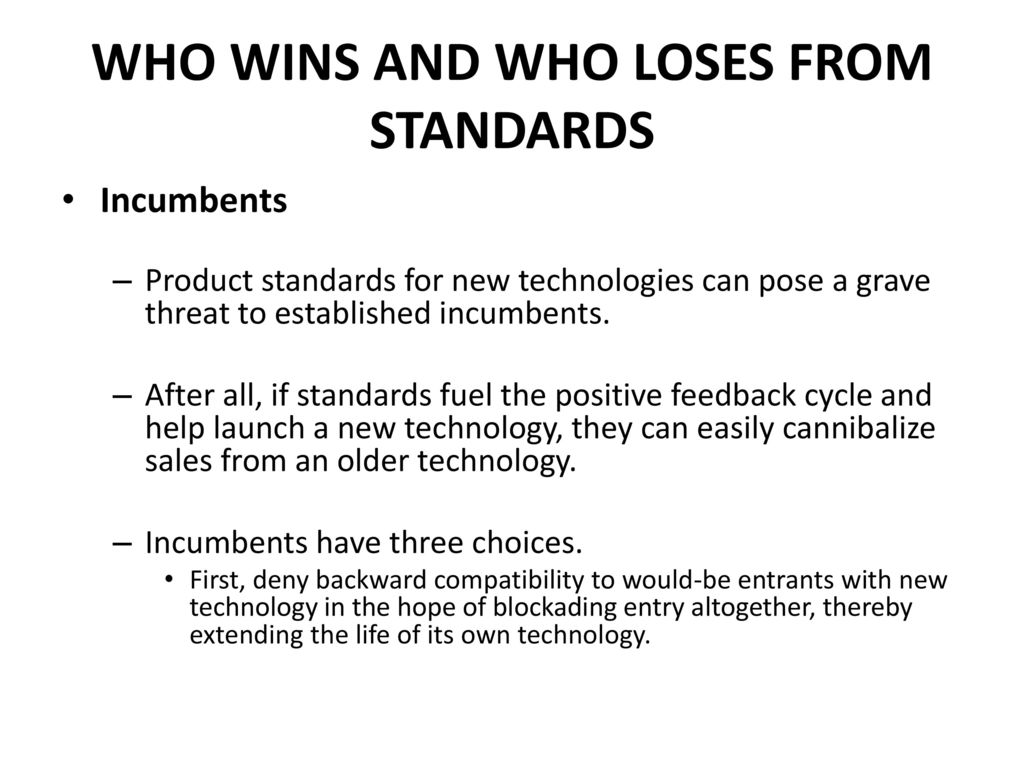 WHO WINS AND WHO LOSES FROM
STANDARDS
• Incumbents
– Product standards for new technologies can pose a grave
threat to established incumbents.
– After all, if standards fuel the positive feedback cycle and
help launch a new technology, they can easily cannibalize
sales from an older technology.
– Incumbents have three choices.
• First, deny backward compatibility to would-be entrants with new
technology in the hope of blockading entry altogether, thereby
extending the life of its own technology.